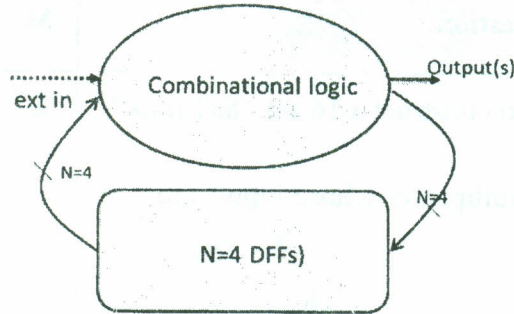 Combinational logic
Output(s)
ext in
N=4
N=4
N=4 DFFs)